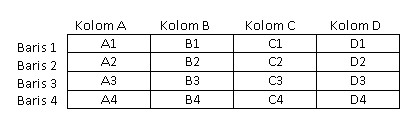 Kolom A Kolom B Kolom C Kolom D
Baris 1 A1 B1 C1 D1
Baris 2 A2 B2 C2 D2
Baris 3 A3 B3 C3 D3
Baris 4 A4 B4 C4 D4